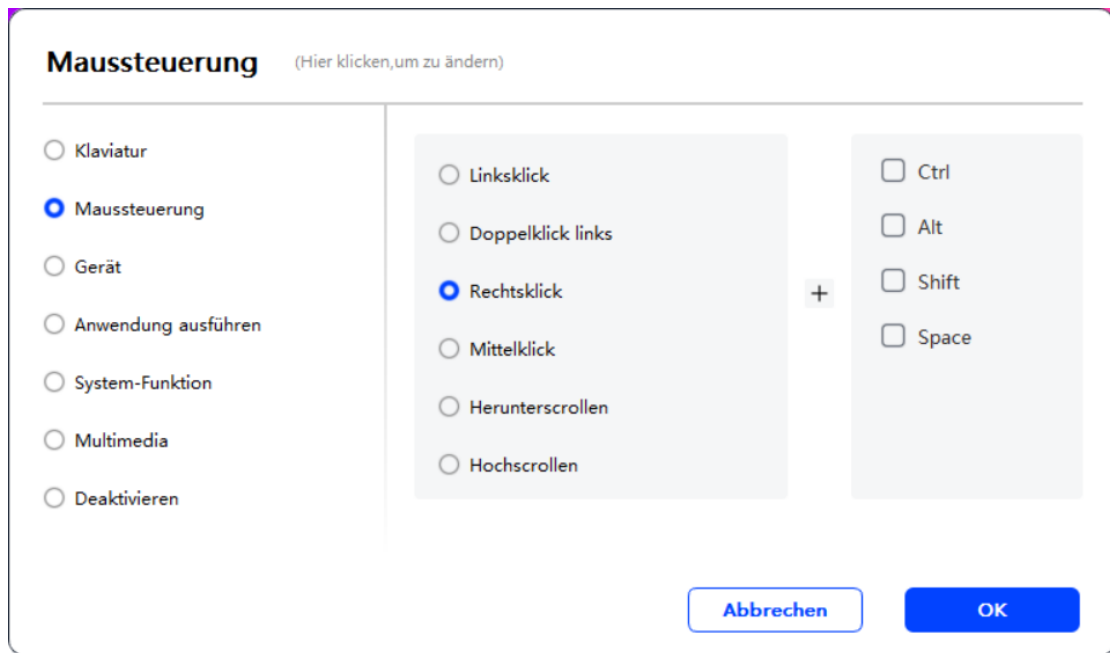 Maussteuerung (Hier klicken,um zu ändern)
Klaviatur
Maussteuerung
Gerät
Anwendung ausführen
System-Funktion
Multimedia
Deaktivieren
Linksklick
Doppelklick links
Rechtsklick
Mittelklick
Herunterscrollen
Hochscrollen
+
Ctrl
Alt
Shift
Space
Abbrechen
OK